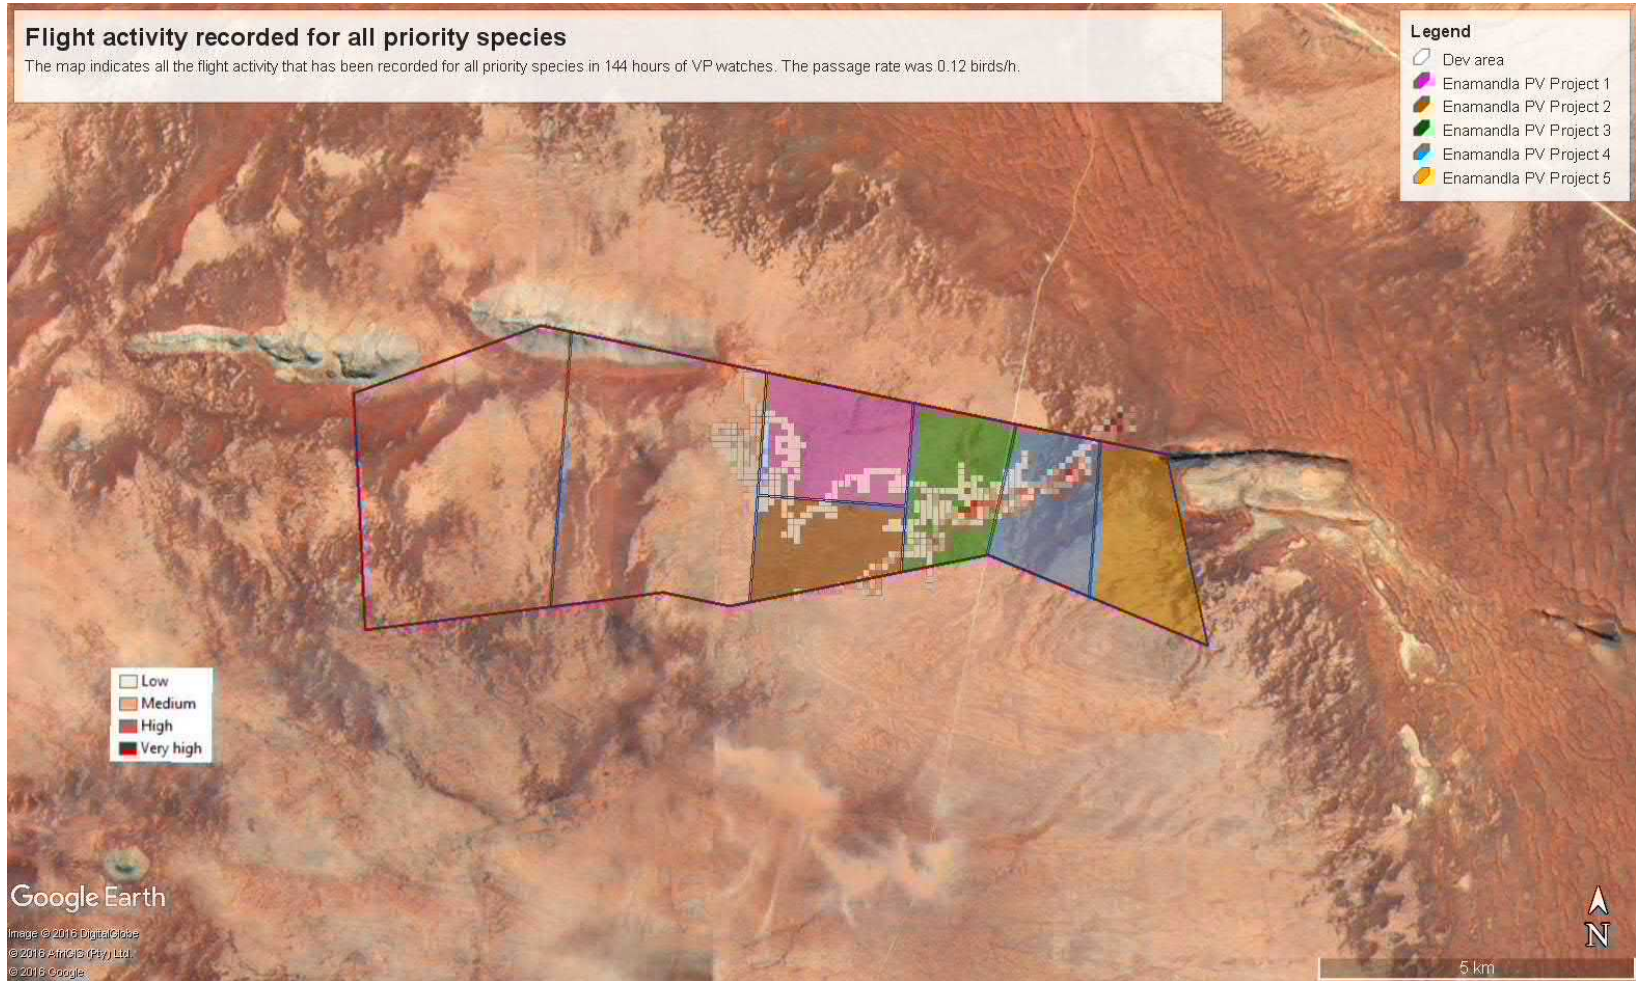 Flight activity recorded for all priority species
The map indicates all the flight activity that has been recorded for all priority species in 144 hours of VP watches. The passage rate was 0.12 birds/h.
Legend
Dev area
Enamandla PV Project 1
Enamandla PV Project 2
Enamandla PV Project 3
Enamandla PV Project 4
Enamandla PV Project 5
Low
Medium
High
Very high
Google Earth
Image © 2016 DigitalGlobe
© 2016 AfriGIS (Pty) Ltd.
© 2016 Google
N
5 km